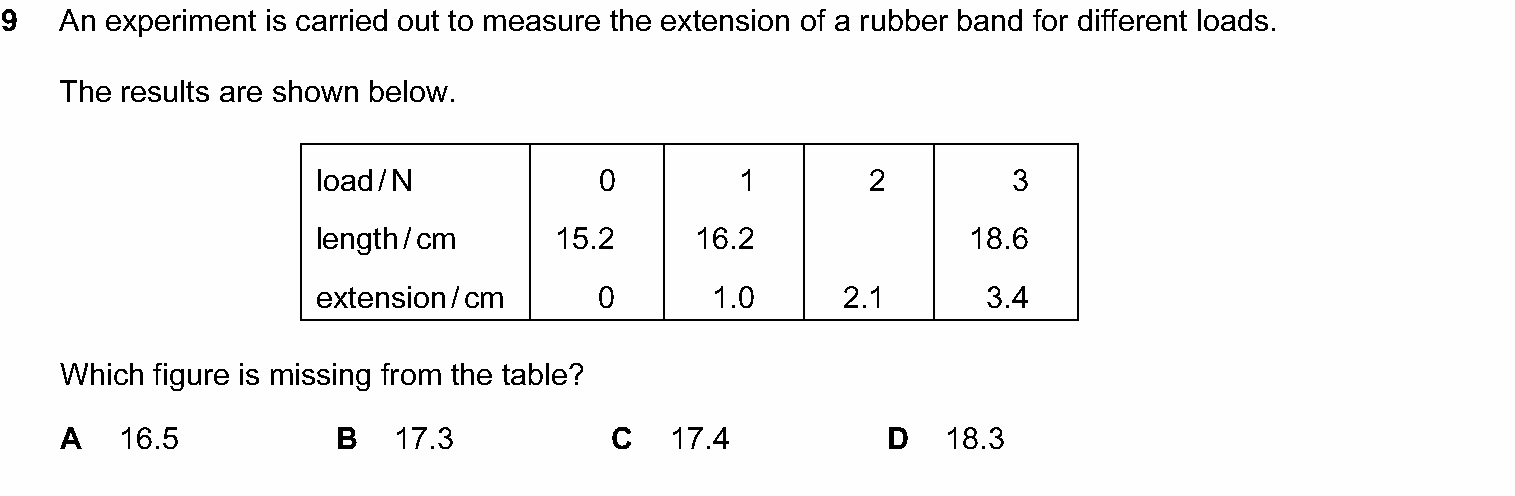 9 An experiment is carried out to measure the extension of a rubber band for different loads.
The results are shown below.
load / N 0 1 2 3
length / cm 15.2 16.2 18.6
extension / cm 0 1.0 2.1 3.4
Which figure is missing from the table?
A 16.5 B 17.3 C 17.4 D 18.3